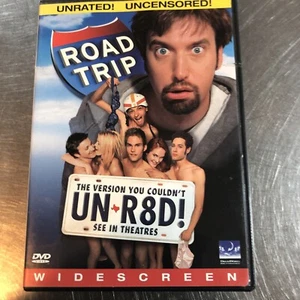 UNRATED! UNCENSORED!
ROAD
TRIP
THE VERSION YOU COULDN'T
UN R8D!
SEE IN THEATRES
DVD
WIDESCREEN